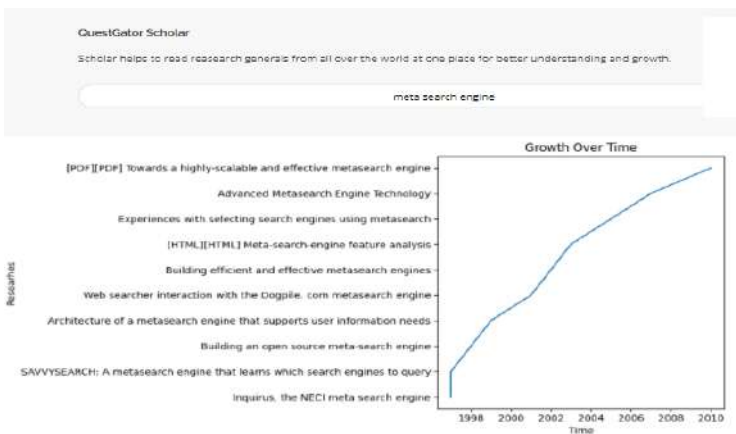 QuestGator Scholar
Scholar helps to read reasearch generals from all over the world at one place for better understanding and growth.
meta search engine
Growth Over Time
[PDF][PDF] Towards a highly-scalable and effective metasearch engine
Advanced Metasearch Engine Technology
Experiences with selecting search engines using metasearch
[HTML][HTML] Meta-search-engine feature analysis
Building efficient and effective metasearch engines
Web searcher interaction with the Dogpile. com metasearch engine
Architecture of a metasearch engine that supports user information needs
Building an open source meta-search engine
SAVVYSEARCH: A metasearch engine that learns which search engines to query
Inquirus, the NECI meta search engine
Researhes
1998 2000 2002 2004 2006 2008 2010
Time